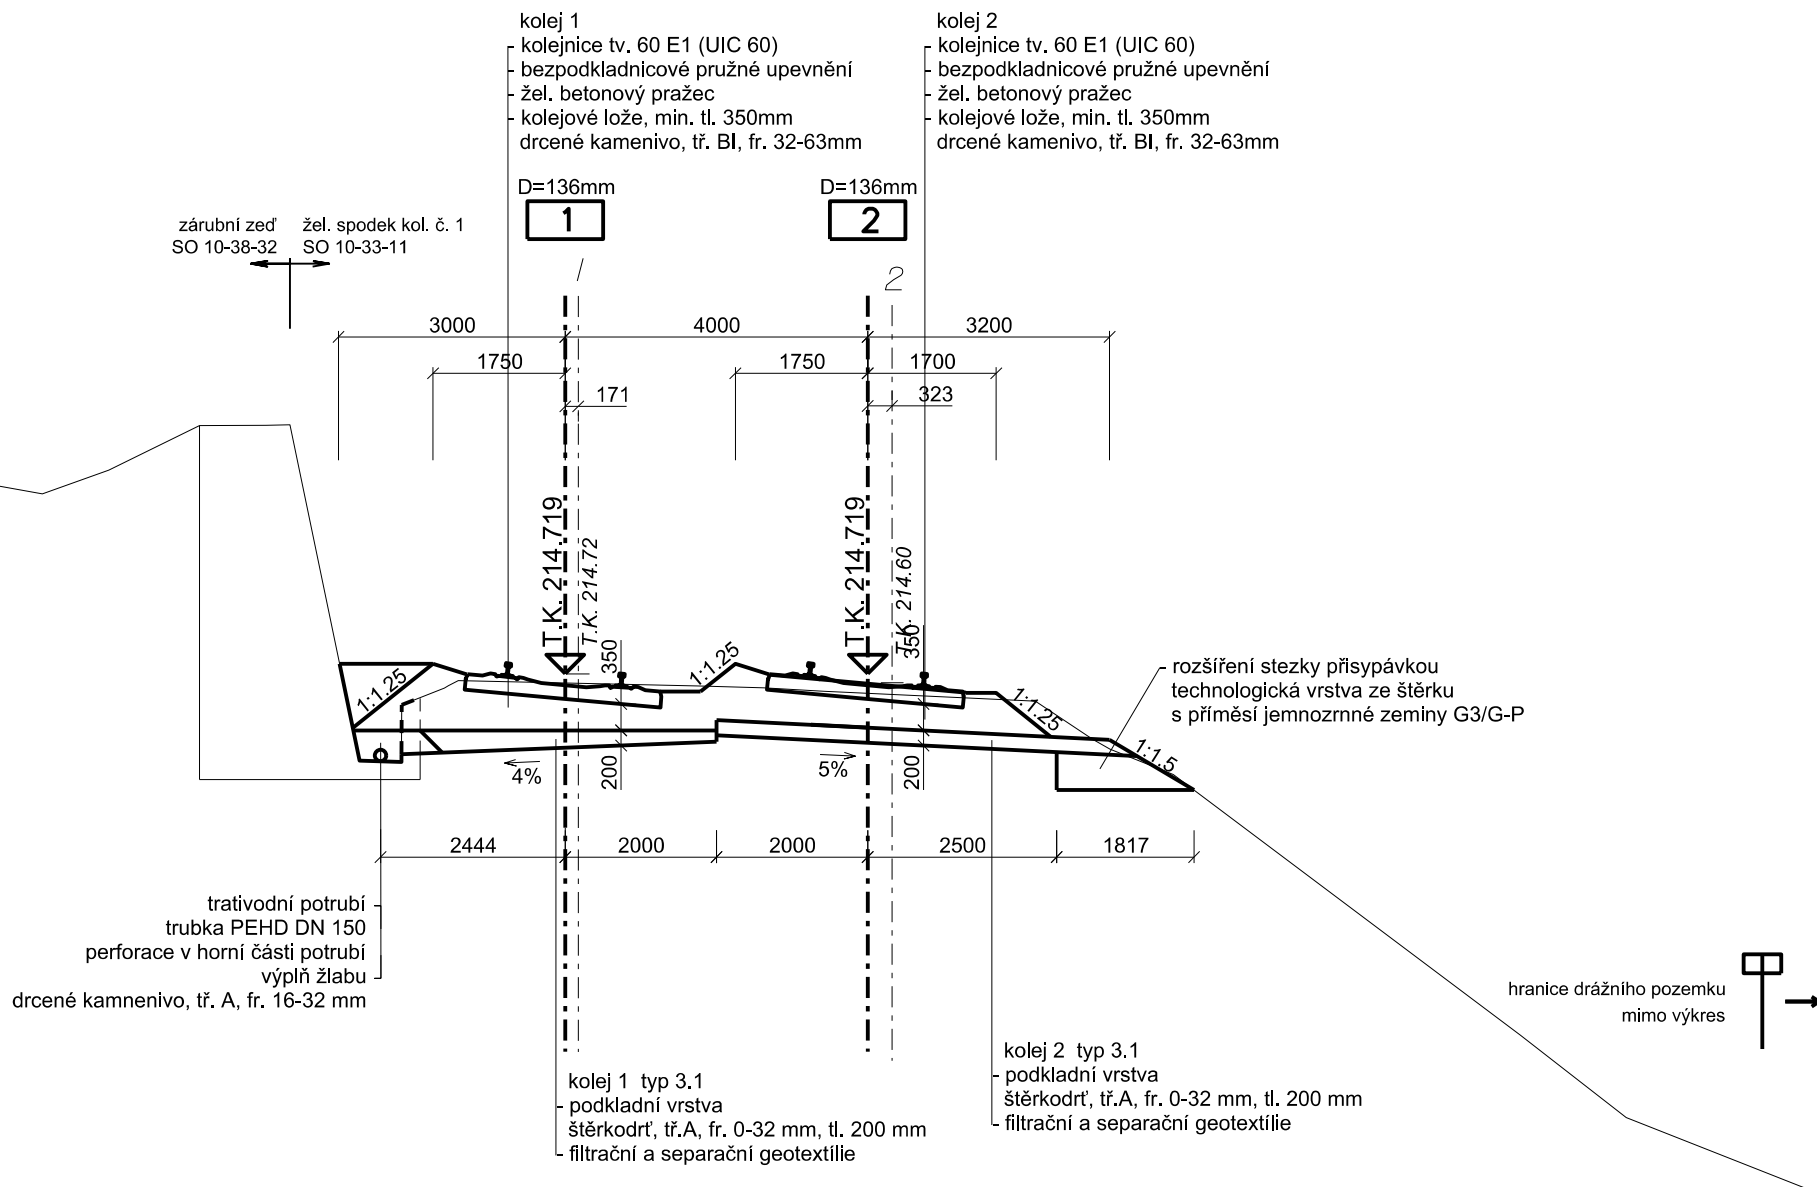 kolej 1
kolejnice tv. 60 E1 (UIC 60)
bezpodkladnicové pružné upevnění
žel. betonový pražec
kolejové lože, min. tl. 350mm
drcené kamenivo, tř. BI, fr. 32-63mm
kolej 2
kolejnice tv. 60 E1 (UIC 60)
bezpodkladnicové pružné upevnění
žel. betonový pražec
kolejové lože, min. tl. 350mm
drcené kamenivo, tř. BI, fr. 32-63mm
D=136mm
1
D=136mm
2
zárubní zeď
SO 10-38-32
žel. spodek kol. č. 1
SO 10-33-11
1
2
3000
4000
3200
1750
1750
1700
171
323
T.K. 214.719
T.K. 214.72
T.K. 214.719
T.K. 214.60
350
350
1:1.25
1:1.25
1:1.25
1:1.5
rozšíření stezky přisypávkou
technologická vrstva ze štěrku
s příměsí jemnozrnné zeminy G3/G-P
4%
200
5%
200
2444
2000
2000
2500
1817
trativodní potrubí
trubka PEHD DN 150
perforace v horní části potrubí
výplň žlabu
drcené kamnenivo, tř. A, fr. 16-32 mm
hranice drážního pozemku
mimo výkres
kolej 1 typ 3.1
podkladní vrstva
štěrkodrť, tř.A, fr. 0-32 mm, tl. 200 mm
filtrační a separační geotextílie
kolej 2 typ 3.1
podkladní vrstva
štěrkodrť, tř.A, fr. 0-32 mm, tl. 200 mm
filtrační a separační geotextílie